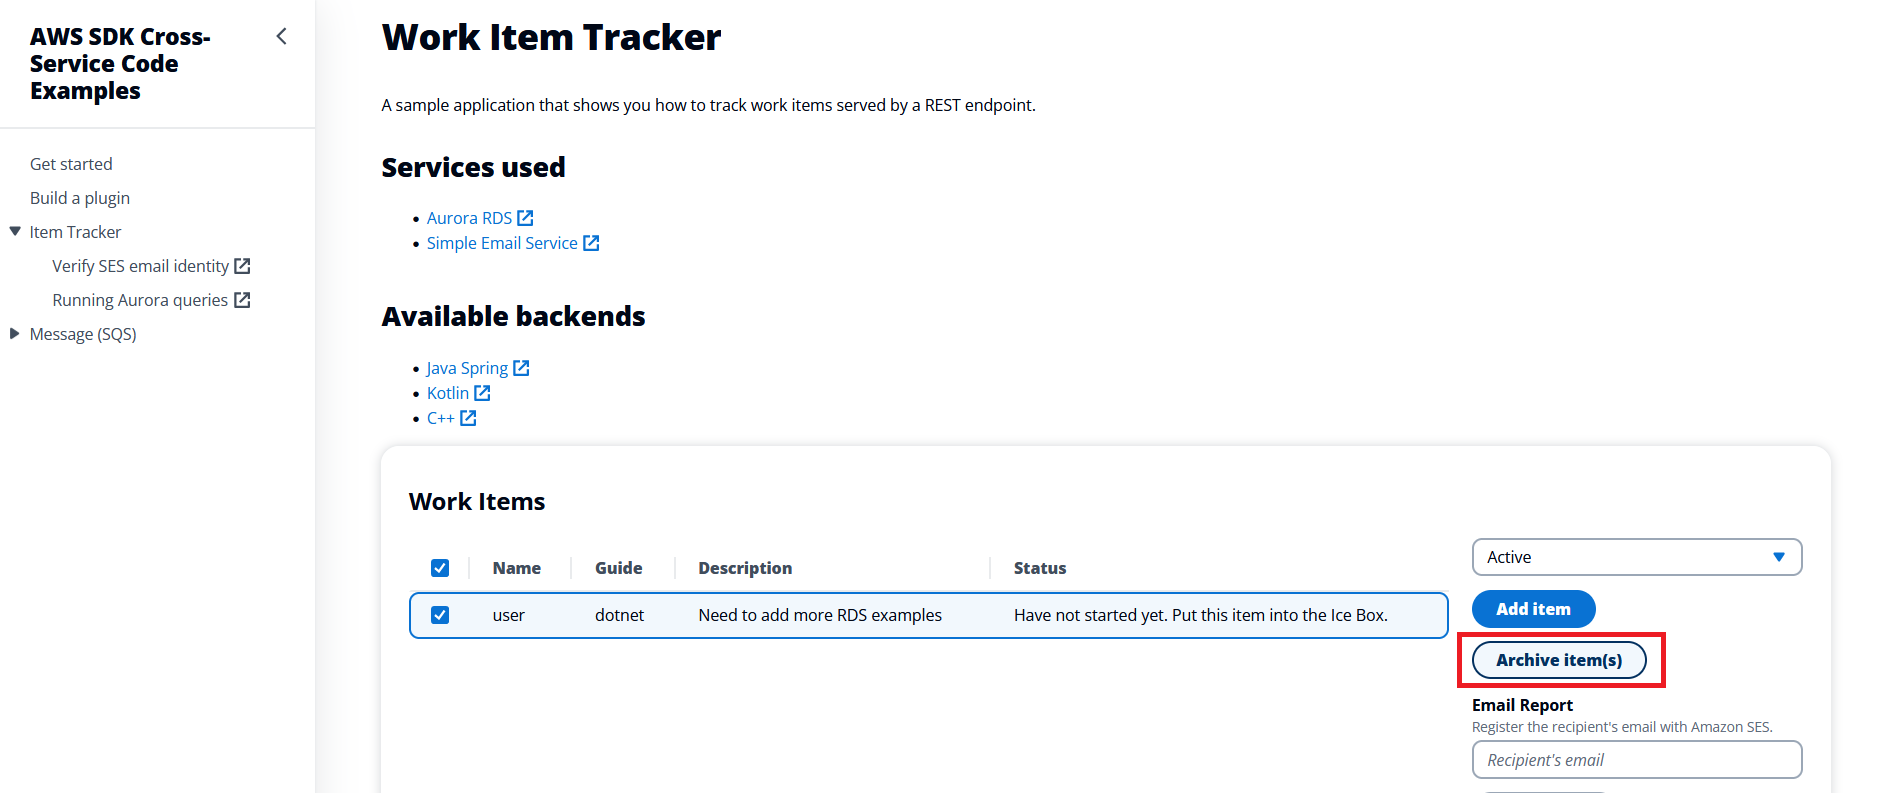 AWS SDK Cross-
Service Code
Examples
Get started
Build a plugin
Item Tracker
Verify SES email identity
Running Aurora queries
Message (SQS)
Work Item Tracker
A sample application that shows you how to track work items served by a REST endpoint.
Services used
• Aurora RDS
• Simple Email Service
Available backends
• Java Spring
• Kotlin
• C++
Work Items
Name Guide Description Status
user dotnet Need to add more RDS examples Have not started yet. Put this item into the Ice Box.
Active
Add item
Archive item(s)
Email Report
Register the recipient's email with Amazon SES.
Recipient's email